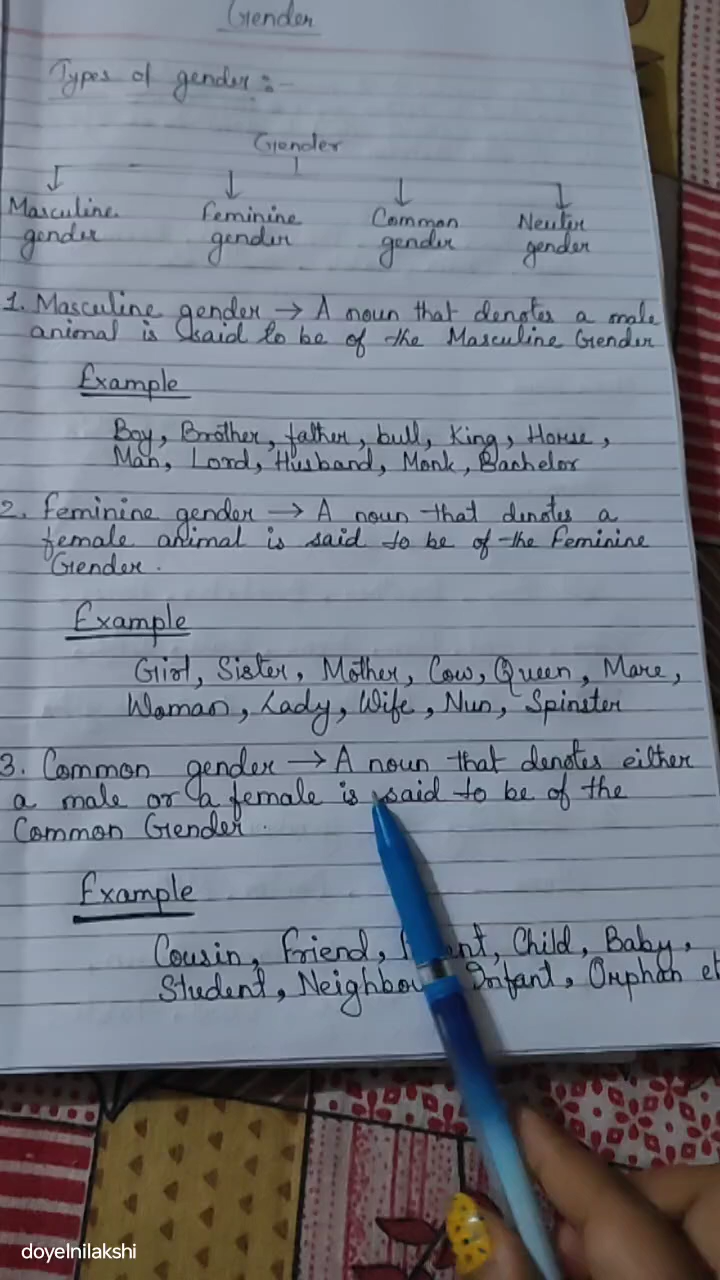 Gender
Types of gender :-
Gender
Masculine gender
Feminine gender
Common gender
Neuter gender
1. Masculine gender → A noun that denotes a male
animal is said to be of the Masculine Gender
Example
Boy, Brother, father, bull, King, Horse,
Man, Lord, Husband, Monk, Bachelor
2. Feminine gender → A noun that denotes a
female animal is said to be of the Feminine
Gender.
Example
Girl, Sister, Mother, Cow, Queen, Mare,
Woman, Lady, Wife, Nun, Spinster
3. Common gender → A noun that denotes either
a male or a female is said to be of the
Common Gender.
Example
Cousin, Friend, Child, Baby,
Student, Infant, Orphan
doyelnilakshi